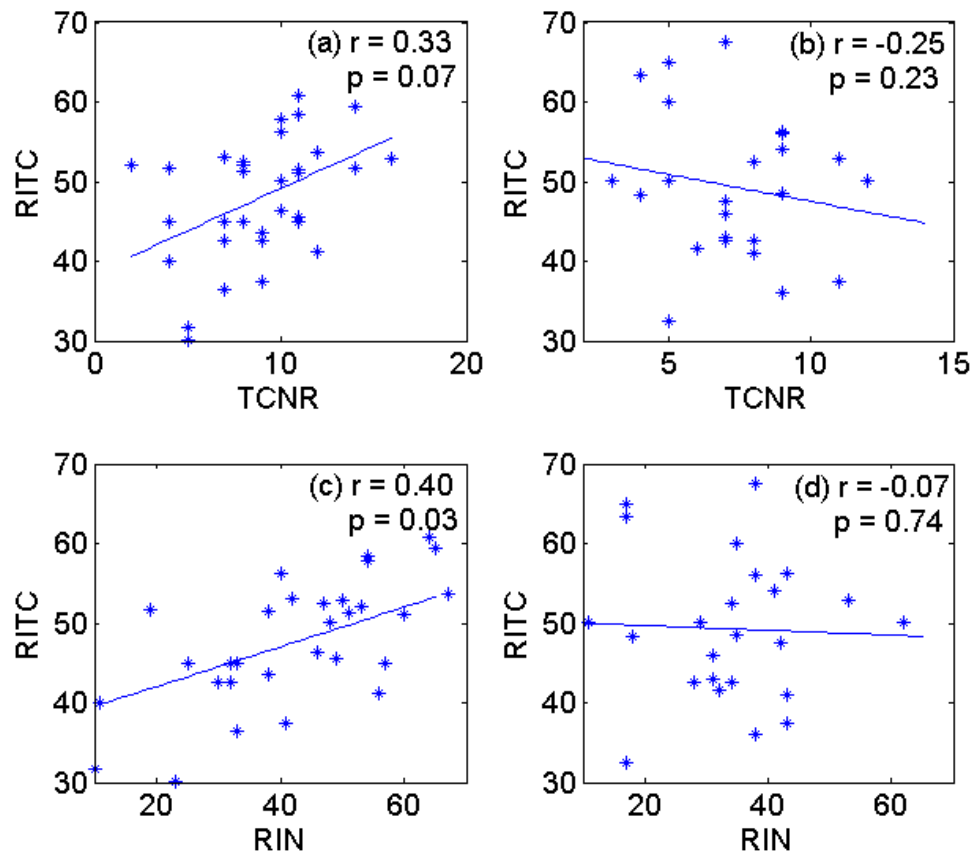 70
(a) r = 0.33
p = 0.07
60
50
40
30
RITC
0
10
20
TCNR
70
(b) r = -0.25
p = 0.23
60
50
40
30
RITC
5
10
15
TCNR
70
(c) r = 0.40
p = 0.03
60
50
40
30
RITC
20
40
60
RIN
70
(d) r = -0.07
p = 0.74
60
50
40
30
RITC
20
40
60
RIN